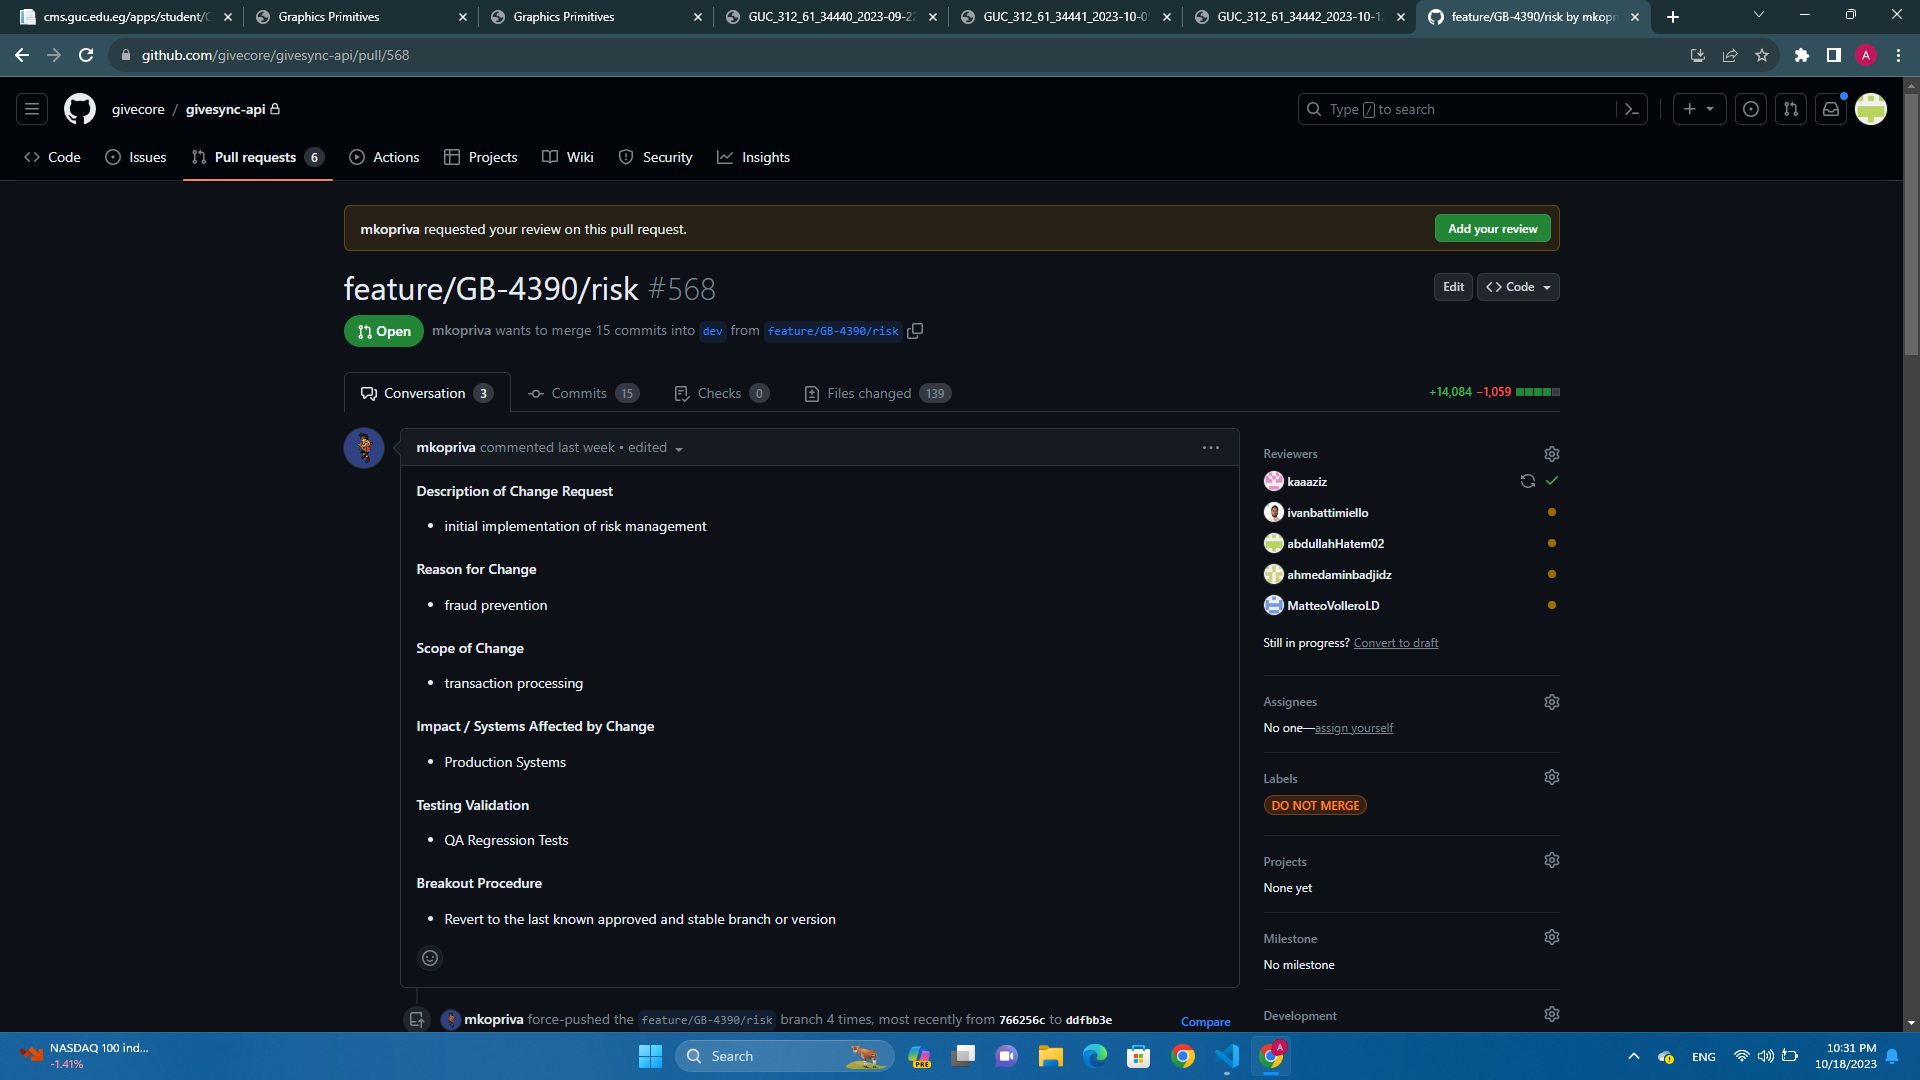 cms.guc.edu.eg/apps/student/C
Graphics Primitives
Graphics Primitives
GUC_312_61_34440_2023-09-22
GUC_312_61_34441_2023-10-0
GUC_312_61_34442_2023-10-1
feature/GB-4390/risk by mkopr
github.com/givecore/givesync-api/pull/568
A
givecore / givesync-api
Type / to search
Code
Issues
Pull requests 6
Actions
Projects
Wiki
Security
Insights
mkopriva requested your review on this pull request.
Add your review
feature/GB-4390/risk #568
Edit
Code
Open
mkopriva wants to merge 15 commits into dev from feature/GB-4390/risk
Conversation 3
Commits 15
Checks 0
Files changed 139
+14,084 −1,059
mkopriva commented last week • edited
Description of Change Request
• initial implementation of risk management
Reason for Change
• fraud prevention
Scope of Change
• transaction processing
Impact / Systems Affected by Change
• Production Systems
Testing Validation
• QA Regression Tests
Breakout Procedure
• Revert to the last known approved and stable branch or version
mkopriva force-pushed the feature/GB-4390/risk branch 4 times, most recently from 766256c to ddfbb3e
Compare
Reviewers
kaaaziz
ivanbattimiello
abdullahHatem02
ahmedaminbadjidz
MatteoVolleroLD
Still in progress? Convert to draft
Assignees
No one—assign yourself
Labels
DO NOT MERGE
Projects
None yet
Milestone
No milestone
Development
NASDAQ 100 ind...
-1.41%
Search
PRE
A
ENG
10:31 PM
10/18/2023